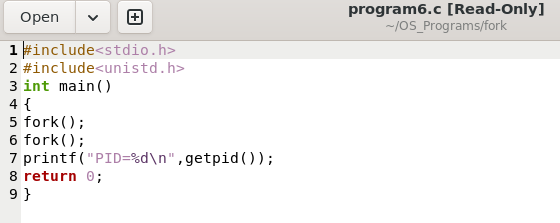 Open
program6.c [Read-Only]
~/OS_Programs/fork
1 #include<stdio.h>
2 #include<unistd.h>
3 int main()
4 {
5 fork();
6 fork();
7 printf("PID=%d\n",getpid());
8 return 0;
9 }